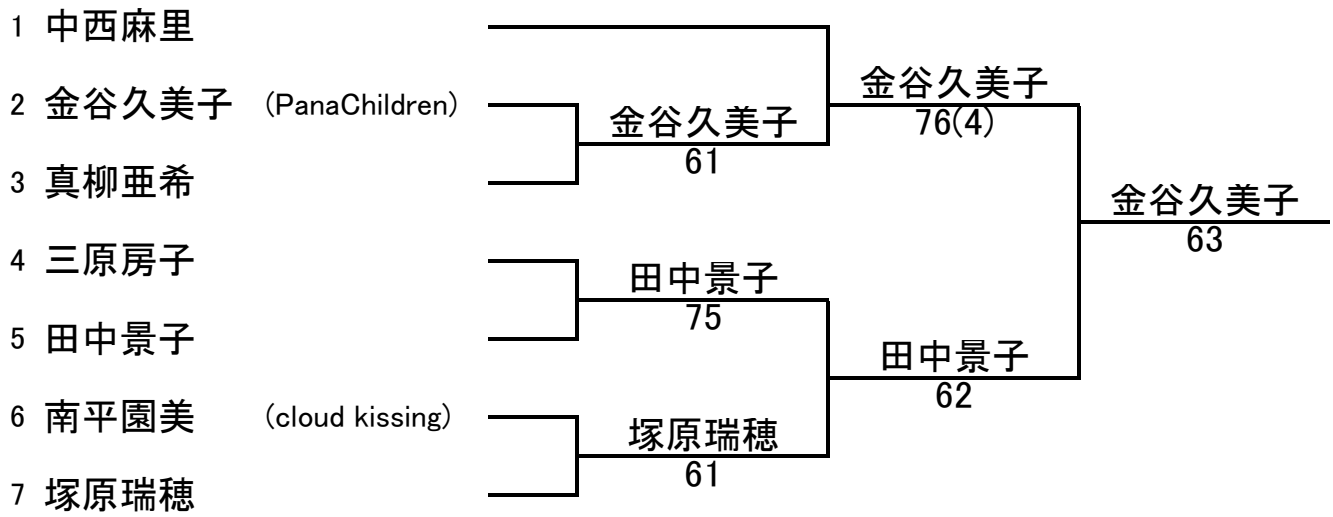 1 中西麻里
2 金谷久美子 (PanaChildren)
3 真柳亜希
4 三原房子
5 田中景子
6 南平園美 (cloud kissing)
7 塚原瑞穂
金谷久美子
61
田中景子
75
塚原瑞穂
61
金谷久美子
76(4)
田中景子
62
金谷久美子
63